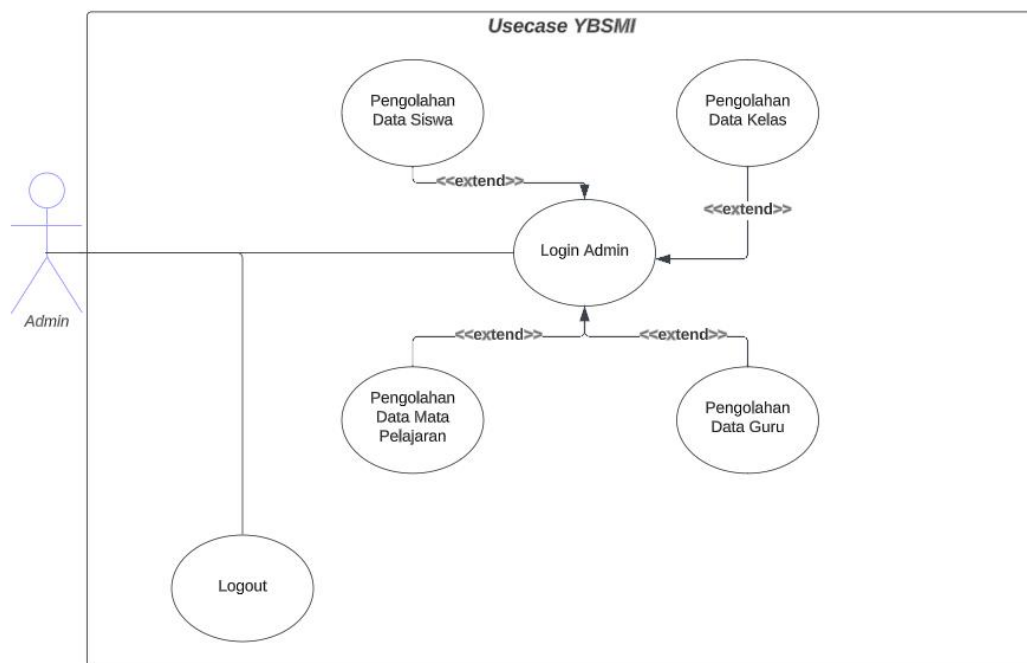 Usecase YBSMI
Pengolahan
Data Siswa
Pengolahan
Data Kelas
<<extend>>
<<extend>>
Login Admin
Admin
<<extend>>
<<extend>>
Pengolahan
Data Mata
Pelajaran
Pengolahan
Data Guru
Logout